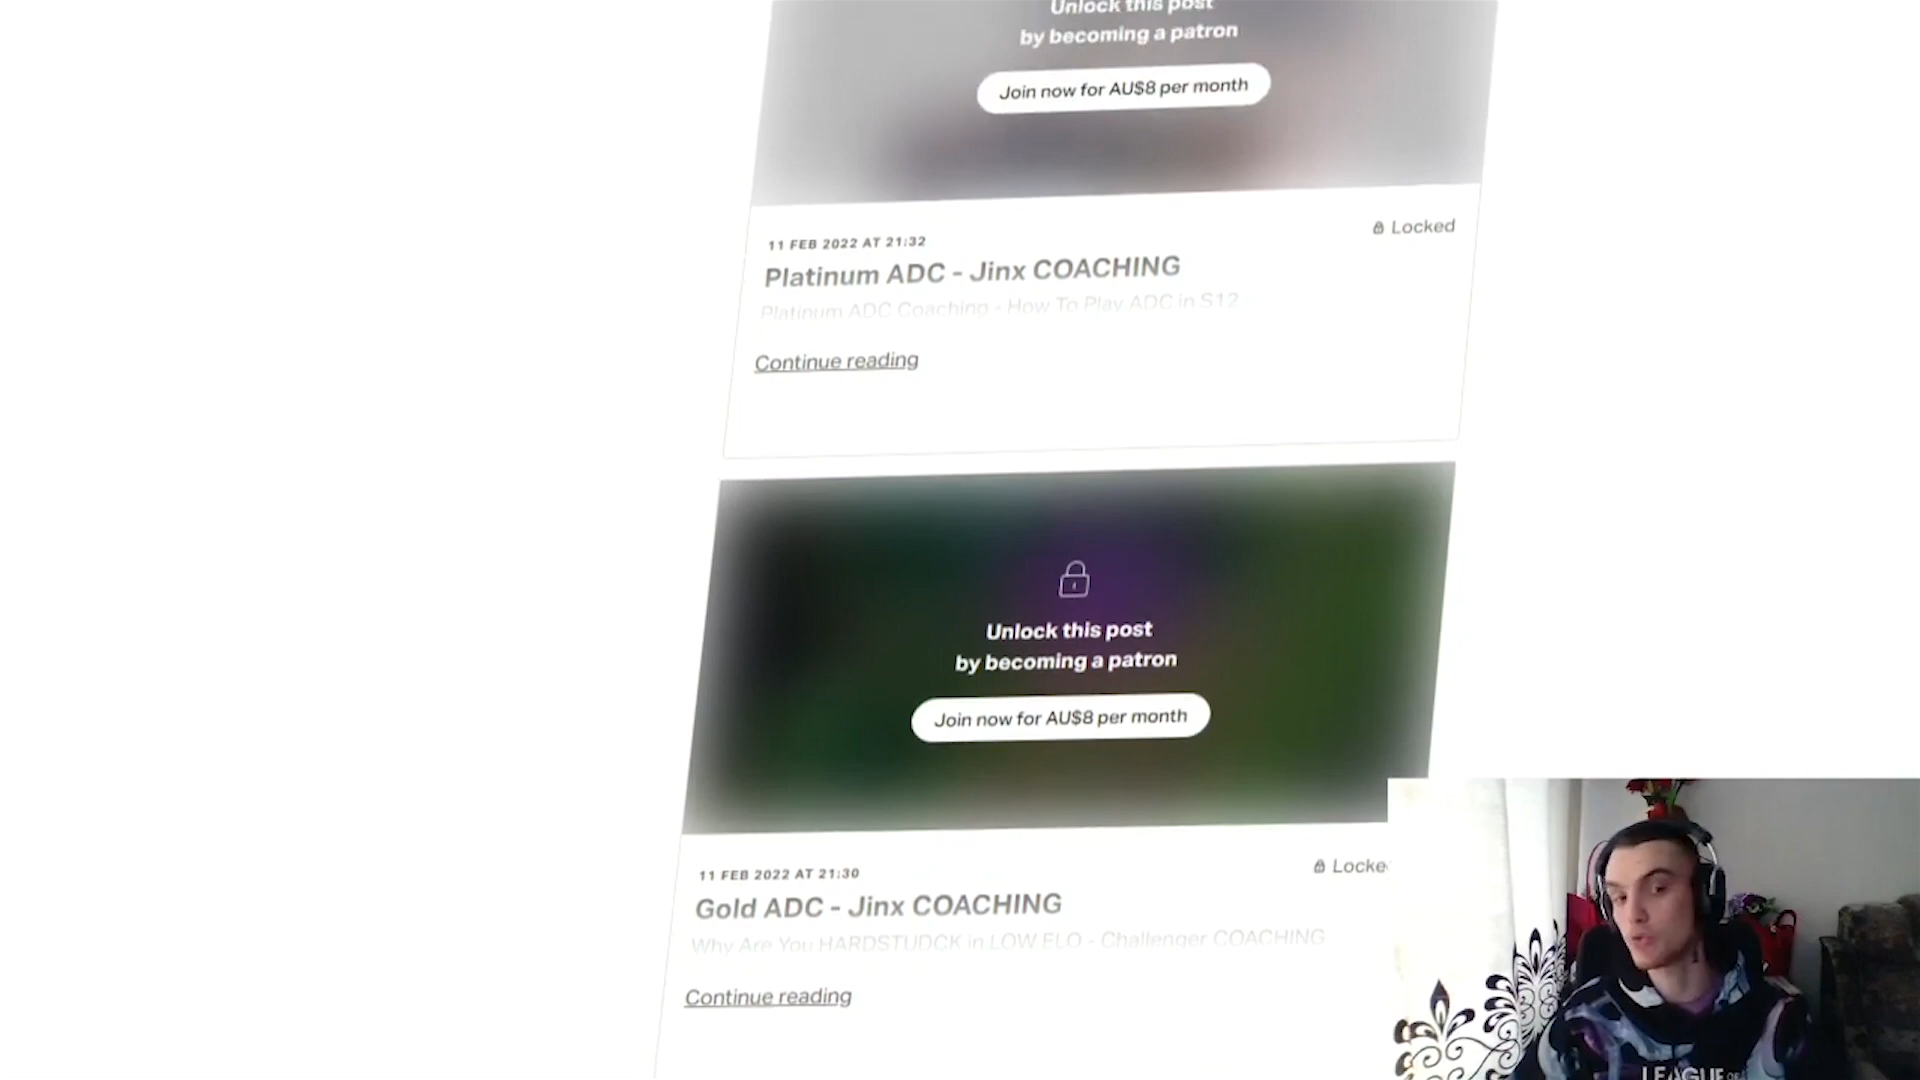 Unlock this post
by becoming a patron
Join now for AU$8 per month
11 FEB 2022 AT 21:32
Locked
Platinum ADC - Jinx COACHING
Platinum ADC Coaching - How To Play ADC in S12
Continue reading
Unlock this post
by becoming a patron
Join now for AU$8 per month
11 FEB 2022 AT 21:30
Locke
Gold ADC - Jinx COACHING
Why Are You HARDSTUDCK in LOW ELO - Challenger COACHING
Continue reading
LEAGUE OF